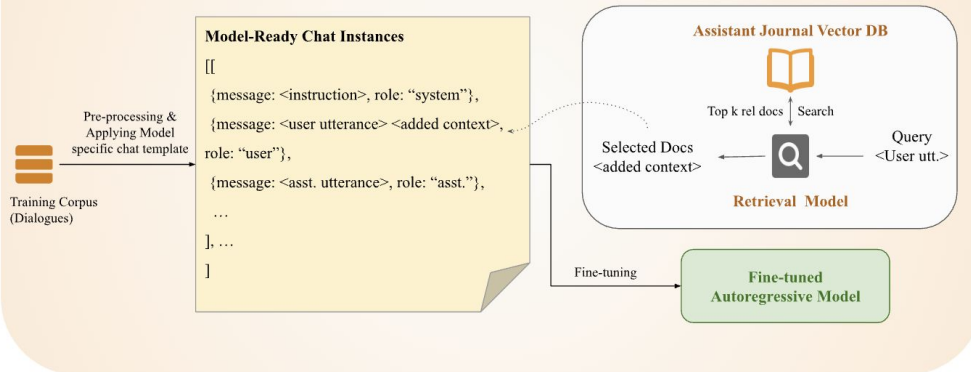 Training Corpus
(Dialogues)
Pre-processing &
Applying Model
specific chat template
Model-Ready Chat Instances
[[
{message: <instruction>, role: “system”},
{message: <user utterance> <added context>,
role: “user”},
{message: <asst. utterance>, role: “asst.”},
…
], …
]
Assistant Journal Vector DB
Top k rel docs
Search
Selected Docs
<added context>
Query
<User utt.>
Retrieval Model
Fine-tuning
Fine-tuned
Autoregressive Model